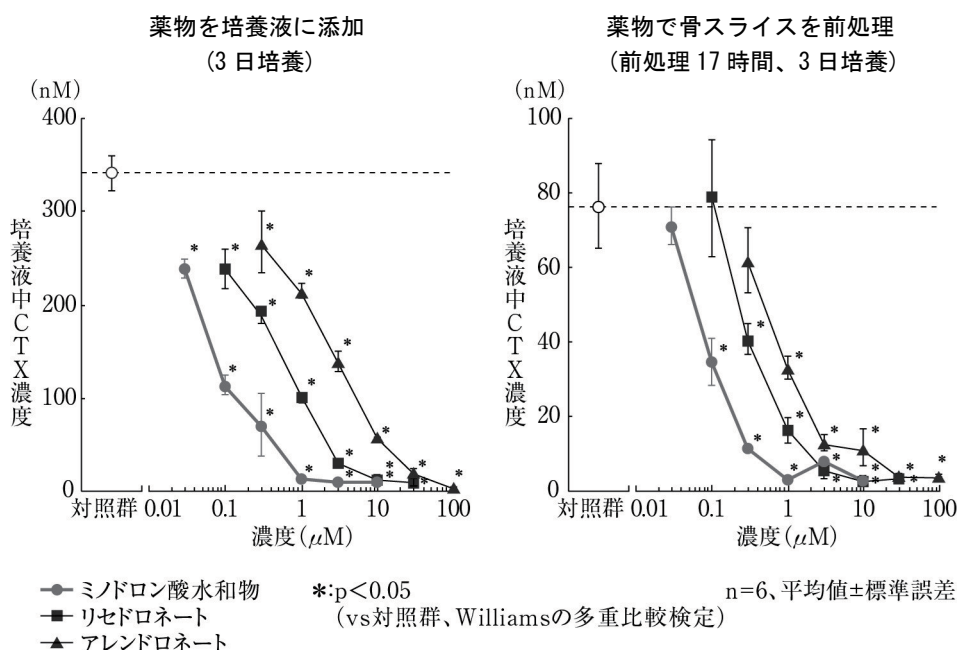 薬物を培養液に添加
(3日培養)
(nM)
400
300
200
100
0
培養液中CTX濃度
対照群 0.01 0.1 1 10 100
濃度(μM)
* * * * * * * * * * * * * * * * * *
薬物で骨スライスを前処理
(前処理17時間、3日培養)
(nM)
100
80
60
40
20
0
培養液中CTX濃度
対照群 0.01 0.1 1 10 100
濃度(μM)
* * * * * * * * * * * * * * *
ミノドロン酸水和物
リセドロネート
アレンドロネート
*:p<0.05
(vs対照群、Williamsの多重比較検定)
n=6、平均値±標準誤差